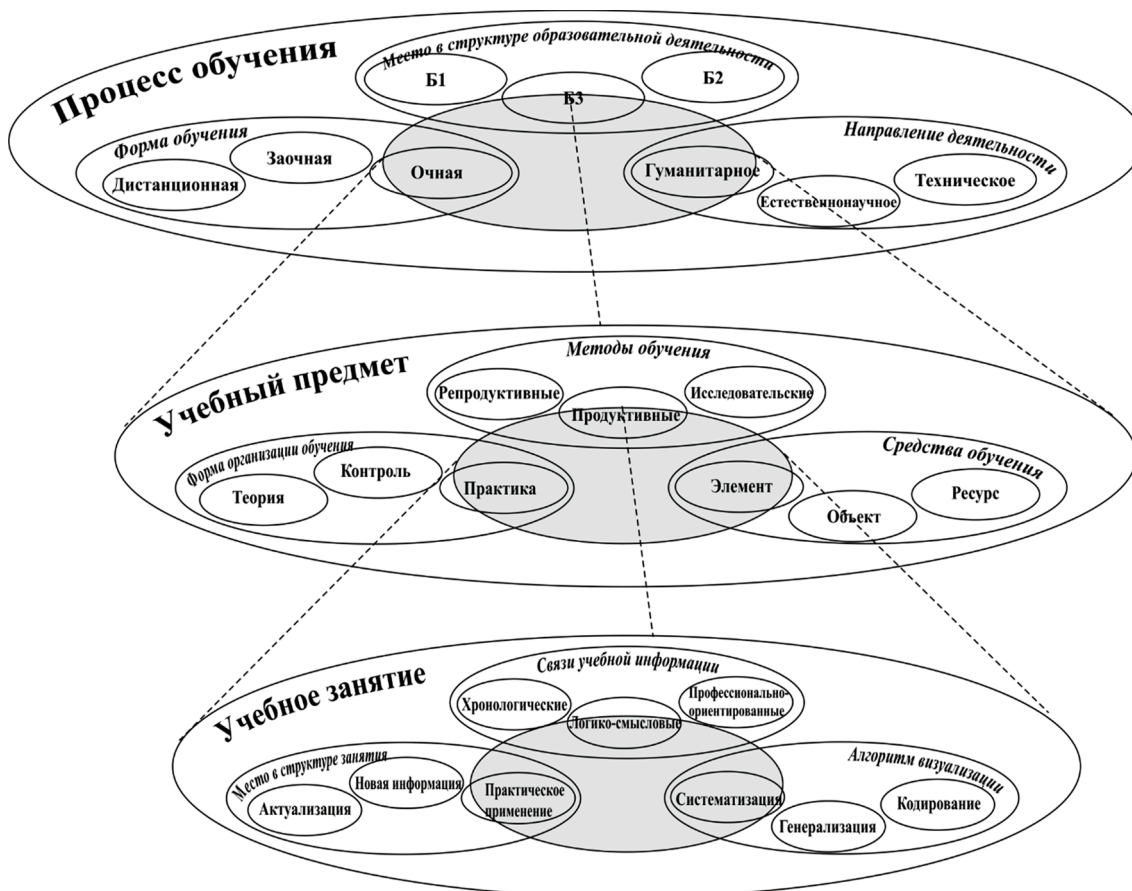 Процесс обучения
Место в структуре образовательной деятельности
Б1
Б3
Б2
Форма обучения
Дистанционная
Заочная
Очная
Направление деятельности
Гуманитарное
Естественнонаучное
Техническое
Учебный предмет
Методы обучения
Репродуктивные
Продуктивные
Исследовательские
Форма организации обучения
Теория
Контроль
Практика
Средства обучения
Элемент
Объект
Ресурс
Учебное занятие
Связи учебной информации
Хронологические
Логико-смысловые
Профессионально-
ориентированные
Место в структуре занятия
Актуализация
Новая информация
Практическое
применение
Алгоритм визуализации
Систематизация
Генерализация
Кодирование